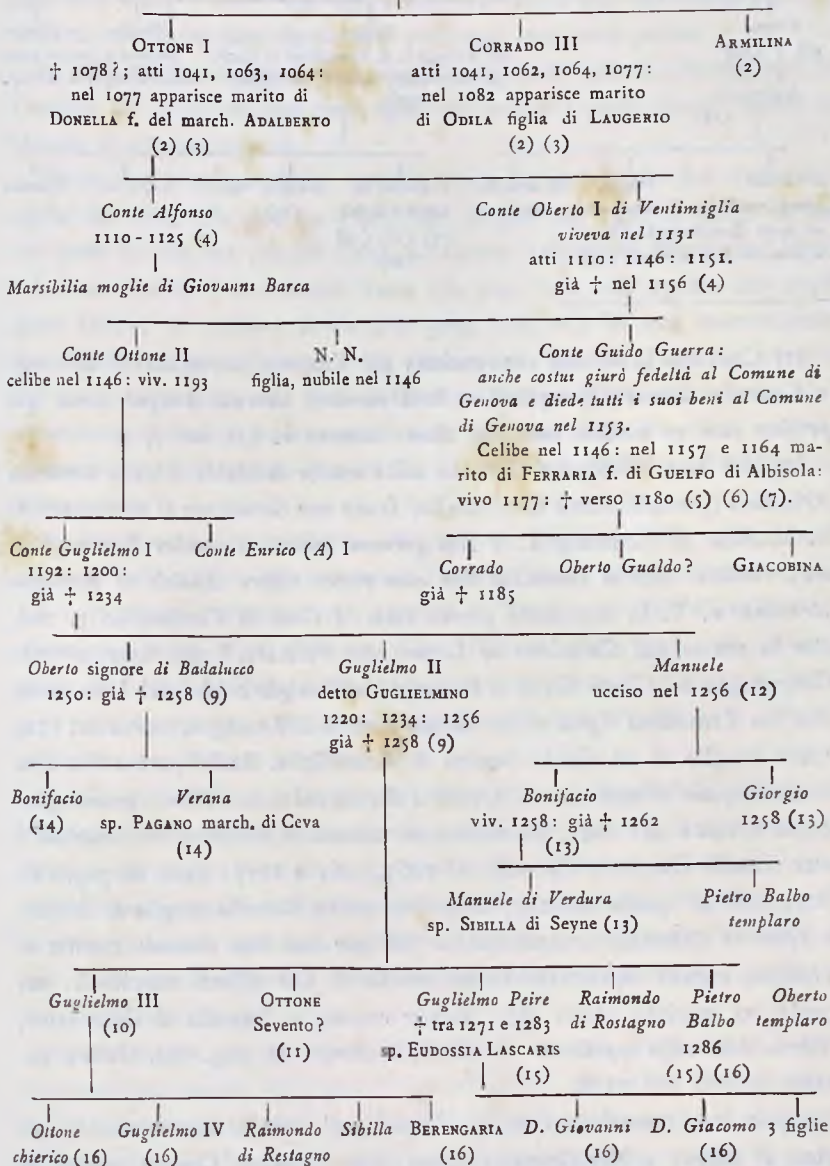 OTTONE I
† 1078?; atti 1041, 1063, 1064:
nel 1077 apparisce marito di
DONELLA f. del march. ADALBERTO
(2) (3)
CORRADO III
atti 1041, 1062, 1064, 1077:
nel 1082 apparisce marito
di ODILA figlia di LAUGERIO
(2) (3)
ARMILINA
(2)
Conte Alfonso
1110 - 1125 (4)
Marsibilia moglie di Giovanni Barca
Conte Oberto I di Ventimiglia
viveva nel 1131
atti 1110: 1146: 1151.
già † nel 1156 (4)
Conte Ottone II
celibe nel 1146: viv. 1193
N. N.
figlia, nubile nel 1146
Conte Guido Guerra:
anche costui giurò fedeltà al Comune di
Genova e diede tutti i suoi beni al Comune
di Genova nel 1153.
Celibe nel 1146: nel 1157 e 1164 ma-
rito di FERRARIA f. di GUELFO di Albisola:
vivo 1177: † verso 1180 (5) (6) (7).
Conte Guglielmo I
1192: 1200:
già † 1234
Conte Enrico (A) I
Corrado
già † 1185
Oberto Gualdo?
GIACOBINA
Oberto signore di Badalucco
1250: già † 1258 (9)
Guglielmo II
detto GUGLIELMINO
1220: 1234: 1256
già † 1258 (9)
Manuele
ucciso nel 1256 (12)
Bonifacio
(14)
Verana
sp. PAGANO march. di Ceva
(14)
Bonifacio
viv. 1258: già † 1262
(13)
Giorgio
1258 (13)
Manuele di Verdura
sp. SIBILLA di Seyne (13)
Pietro Balbo
templaro
Guglielmo III
(10)
OTTONE
Sevento?
(11)
Guglielmo Peire
† tra 1271 e 1283
sp. EUDOSSIA LASCARIS
(15)
Raimondo
di Rostagno
Pietro
Balbo
1286
(15) (16)
Oberto
templaro
Ottone
chierico (16)
Guglielmo IV
(16)
Raimondo
di Restagno
Sibilla
BERENGARIA
(16)
D. Giovanni
(16)
D. Giacomo
(16)
3 figlie